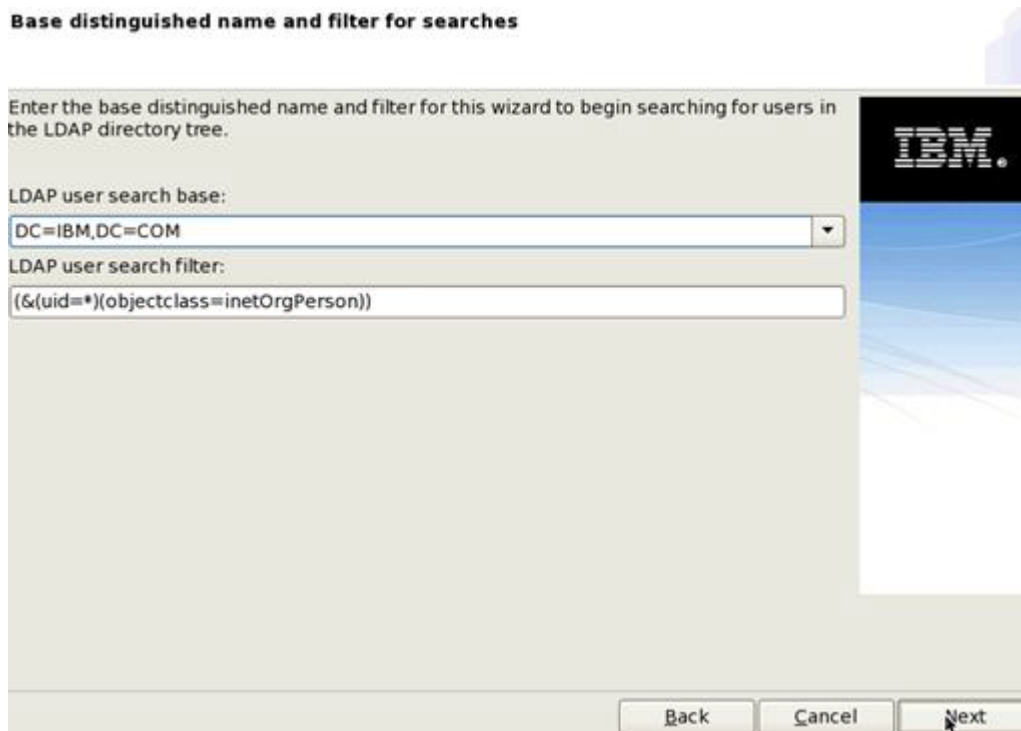 Base distinguished name and filter for searches
Enter the base distinguished name and filter for this wizard to begin searching for users in
the LDAP directory tree.
IBM.
LDAP user search base:
DC=IBM,DC=COM
LDAP user search filter:
(&(uid=*)(objectclass=inetOrgPerson))
Back
Cancel
Next